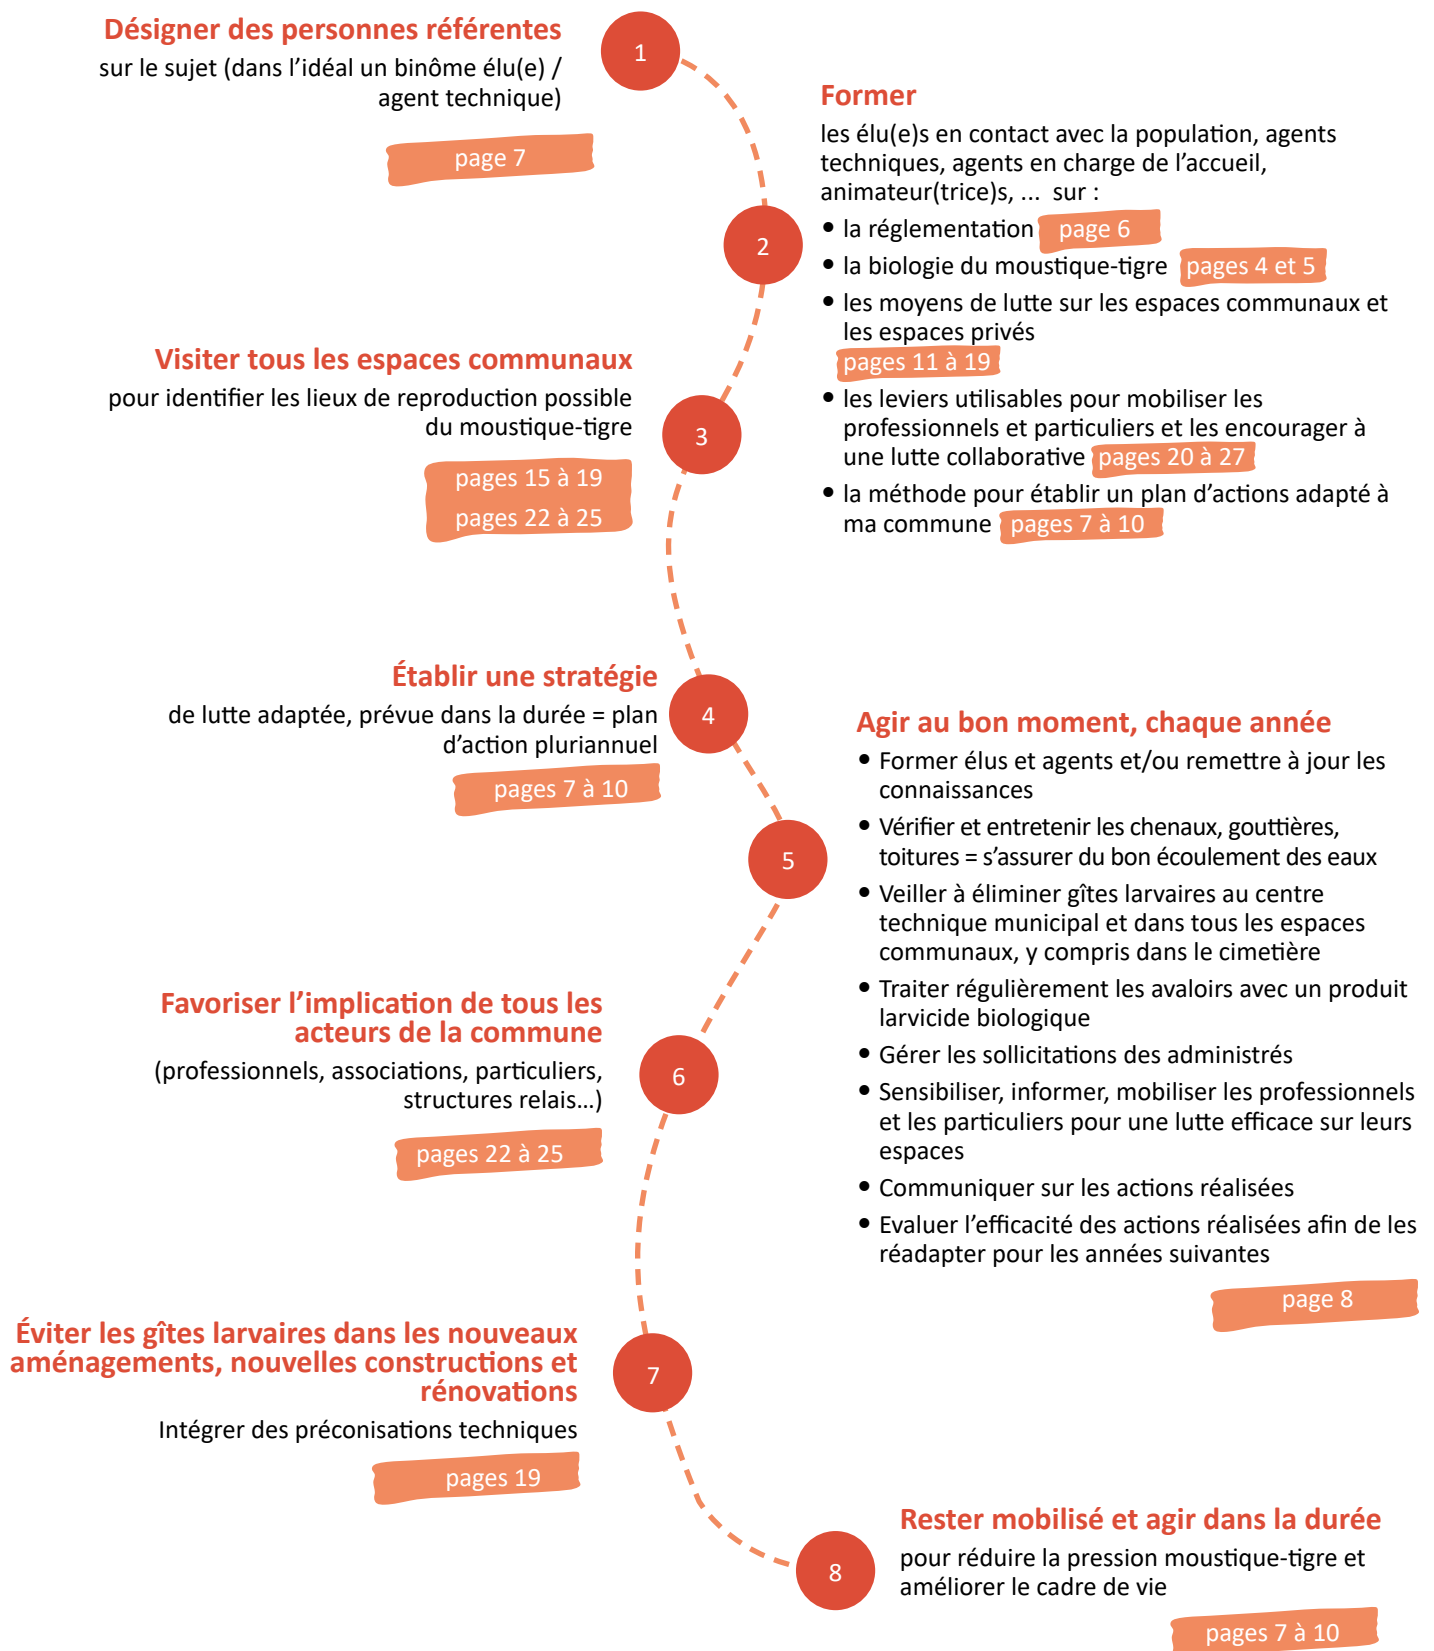 Désigner des personnes référentes
sur le sujet (dans l'idéal un binôme élu(e) /
agent technique)
page 7
1
Former
les élu(e)s en contact avec la population, agents
techniques, agents en charge de l'accueil,
animateur(trice)s, ... sur :
• la réglementation page 6
• la biologie du moustique-tigre pages 4 et 5
• les moyens de lutte sur les espaces communaux et
les espaces privés
pages 11 à 19
• les leviers utilisables pour mobiliser les
professionnels et particuliers et les encourager à
une lutte collaborative pages 20 à 27
• la méthode pour établir un plan d'actions adapté à
ma commune pages 7 à 10
2
Visiter tous les espaces communaux
pour identifier les lieux de reproduction possible
du moustique-tigre
pages 15 à 19
pages 22 à 25
3
Établir une stratégie
de lutte adaptée, prévue dans la durée = plan
d'action pluriannuel
pages 7 à 10
4
Agir au bon moment, chaque année
• Former élus et agents et/ou remettre à jour les
connaissances
• Vérifier et entretenir les chenaux, gouttières,
toitures = s'assurer du bon écoulement des eaux
• Veiller à éliminer gîtes larvaires au centre
technique municipal et dans tous les espaces
communaux, y compris dans le cimetière
• Traiter régulièrement les avaloirs avec un produit
larvicide biologique
• Gérer les sollicitations des administrés
• Sensibiliser, informer, mobiliser les professionnels
et les particuliers pour une lutte efficace sur leurs
espaces
• Communiquer sur les actions réalisées
• Evaluer l'efficacité des actions réalisées afin de les
réadapter pour les années suivantes
page 8
5
Favoriser l'implication de tous les
acteurs de la commune
(professionnels, associations, particuliers,
structures relais…)
pages 22 à 25
6
Éviter les gîtes larvaires dans les nouveaux
aménagements, nouvelles constructions et
rénovations
Intégrer des préconisations techniques
pages 19
7
Rester mobilisé et agir dans la durée
pour réduire la pression moustique-tigre et
améliorer le cadre de vie
pages 7 à 10
8